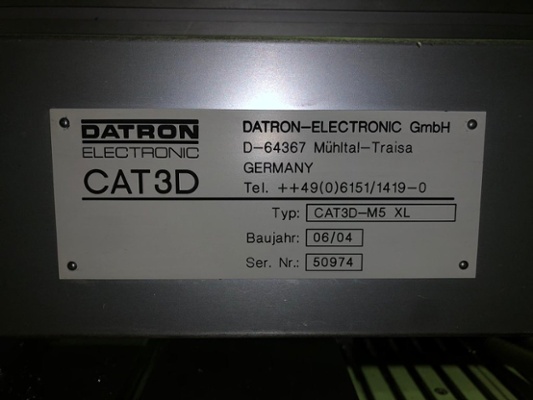 DATRON
ELECTRONIC
CAT3D
DATRON-ELECTRONIC GmbH
D-64367 Mühltal-Traisa
GERMANY
Tel. ++49(0)6151/1419-0
Typ: CAT3D-M5 XL
Baujahr: 06/04
Ser. Nr.: 50974